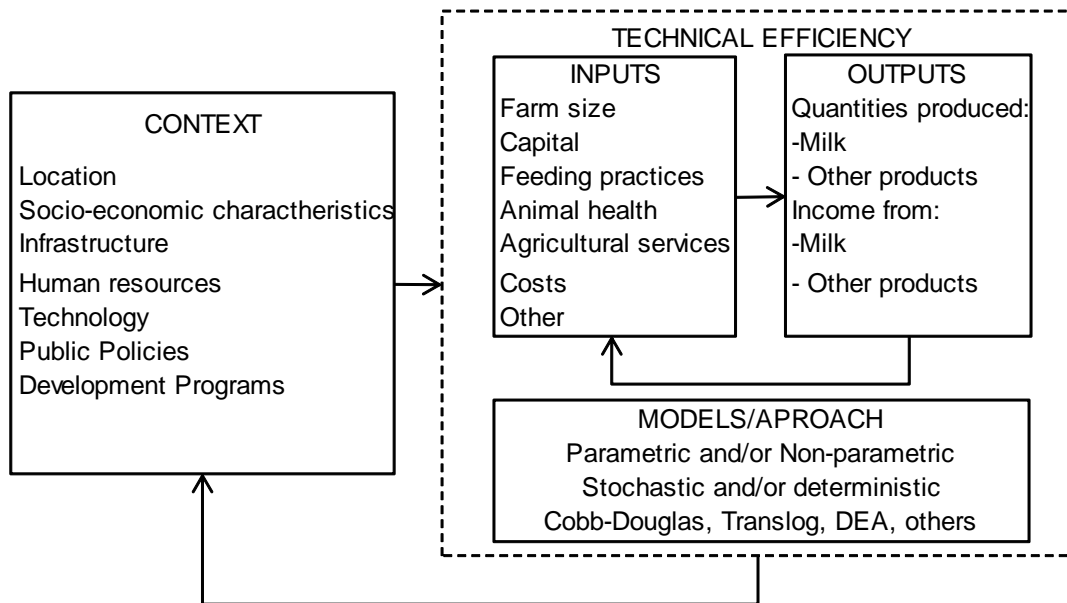 CONTEXT
Location
Socio-economic charactheristics
Infrastructure
Human resources
Technology
Public Policies
Development Programs
TECHNICAL EFFICIENCY
INPUTS
Farm size
Capital
Feeding practices
Animal health
Agricultural services
Costs
Other
OUTPUTS
Quantities produced:
-Milk
- Other products
Income from:
-Milk
- Other products
MODELS/APROACH
Parametric and/or Non-parametric
Stochastic and/or deterministic
Cobb-Douglas, Translog, DEA, others